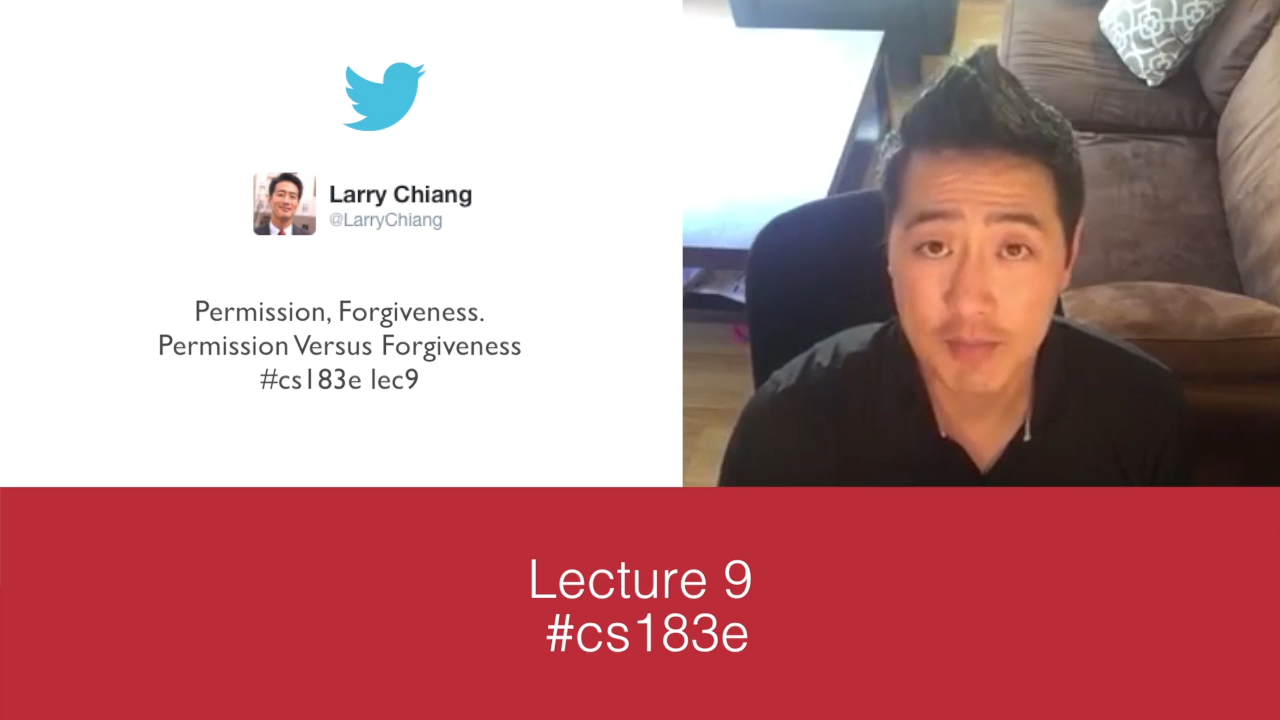 Larry Chiang
@LarryChiang
Permission, Forgiveness.
Permission Versus Forgiveness
#cs183e lec9
Lecture 9
#cs183e